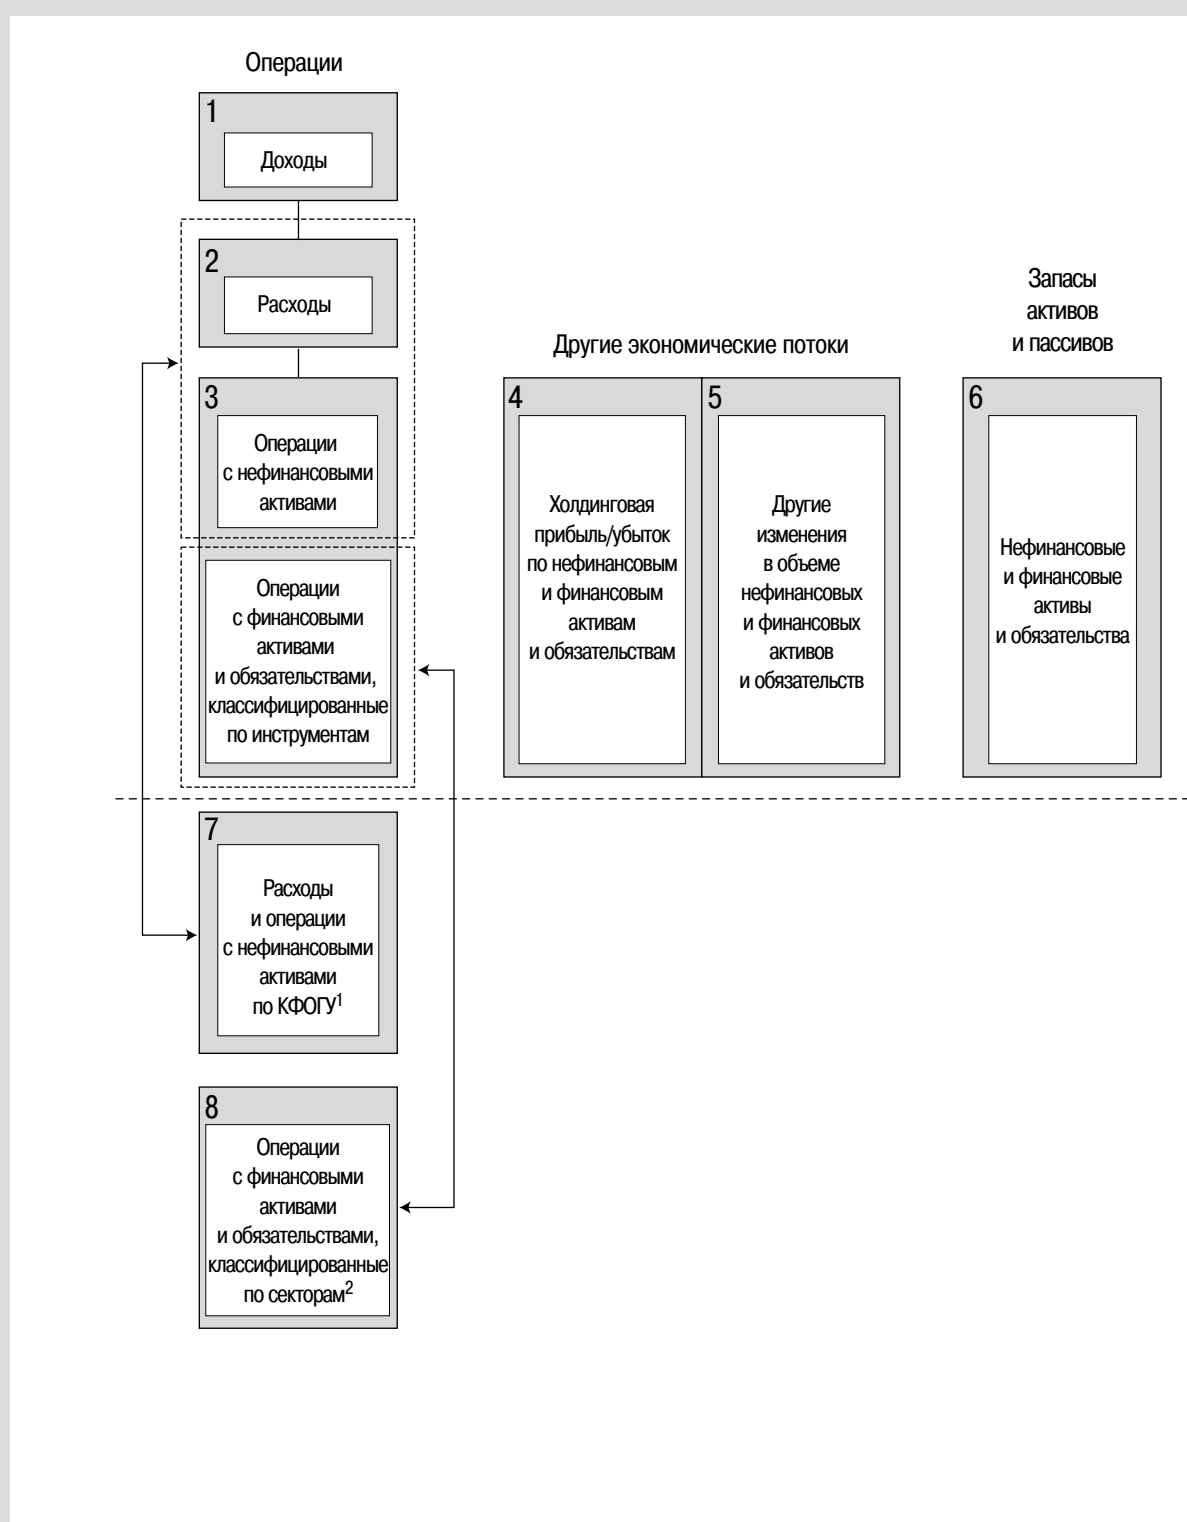 Операции
1
Доходы
2
Расходы
3
Операции
с нефинансовыми
активами
Операции
с финансовыми
активами
и обязательствами,
классифицированные
по инструментам
Другие экономические потоки
4
Холдинговая
прибыль/убыток
по нефинансовым
и финансовым
активам
и обязательствам
5
Другие
изменения
в объеме
нефинансовых
и финансовых
активов
и обязательств
Запасы
активов
и пассивов
6
Нефинансовые
и финансовые
активы
и обязательства
7
Расходы
и операции
с нефинансовыми
активами
по КФОГУ1
8
Операции
с финансовыми
активами
и обязательствами,
классифицированные
по секторам2